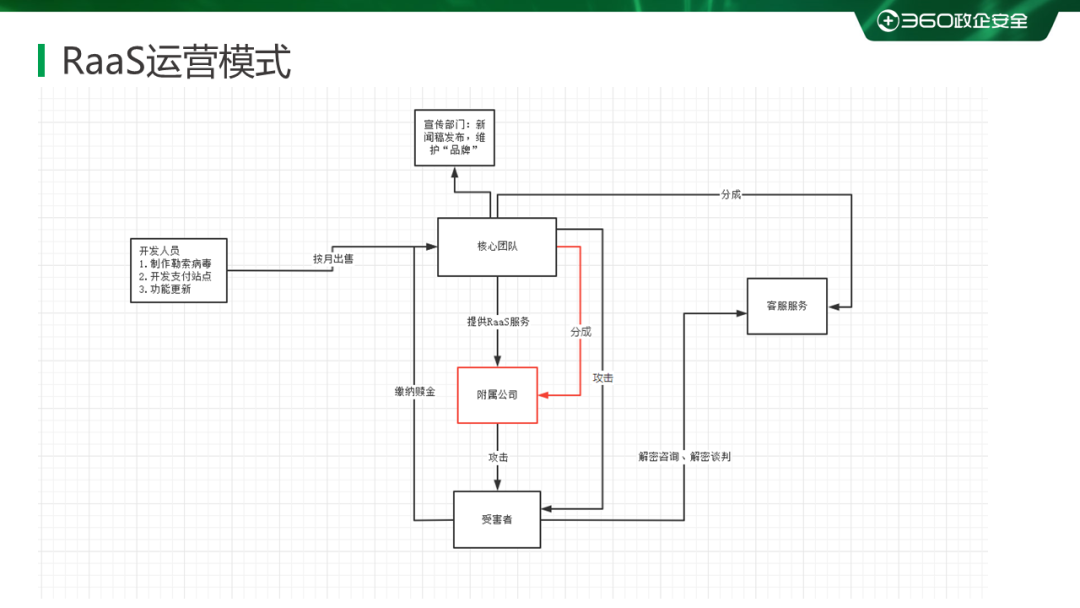 360政企安全
RaaS运营模式
宣传部门：新
闻稿发布，维
护“品牌”
分成
核心团队
开发人员
1.制作勒索病毒
2.开发支付站点
3.功能更新
按月出售
客服服务
提供RaaS服务
分成
攻击
缴纳赎金
附属公司
攻击
解密咨询、解密谈判
受害者